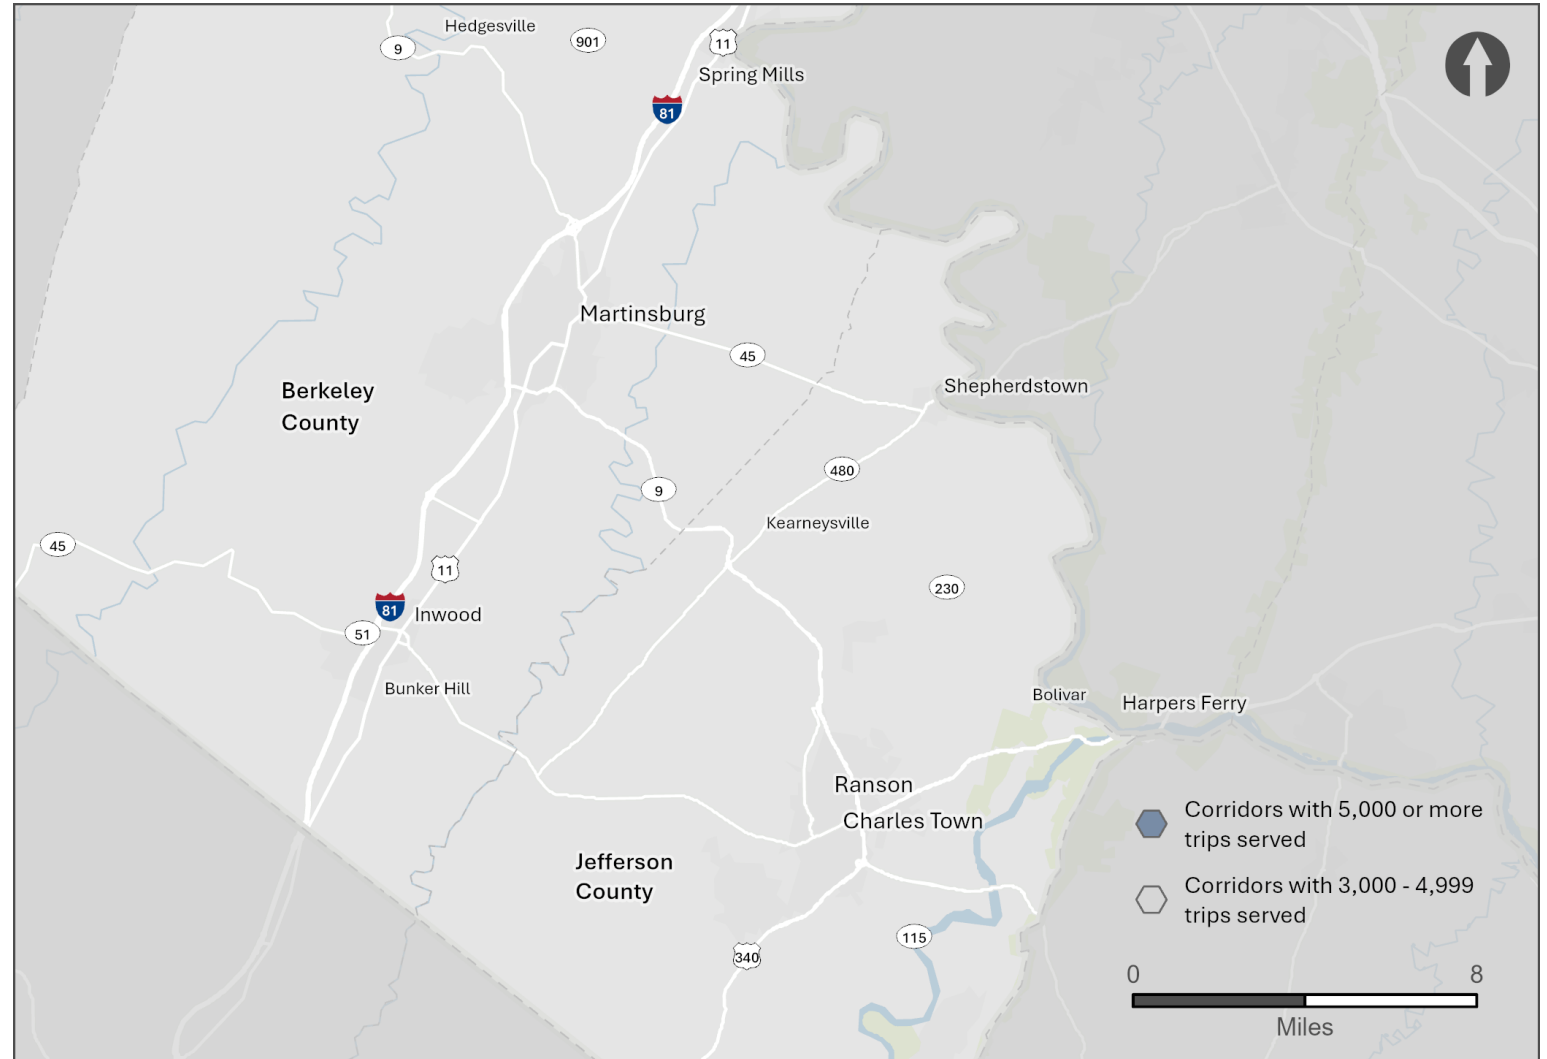 Hedgesville
9
901
11
Spring Mills
81
Martinsburg
45
Berkeley
County
Shepherdstown
480
9
Kearneysville
45
11
230
81
Inwood
51
Bunker Hill
Bolivar
Harpers Ferry
Ranson
Charles Town
Jefferson
County
115
340
Corridors with 5,000 or more
trips served
Corridors with 3,000 - 4,999
trips served
0 8
Miles